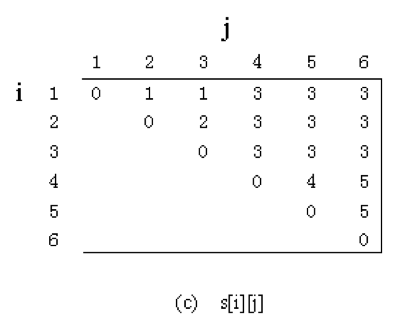 j
1 2 3 4 5 6
i 1 0 1 1 3 3 3
2 0 2 3 3 3
3 0 3 3 3
4 0 4 5
5 0 5
6 0
(c) s[i][j]